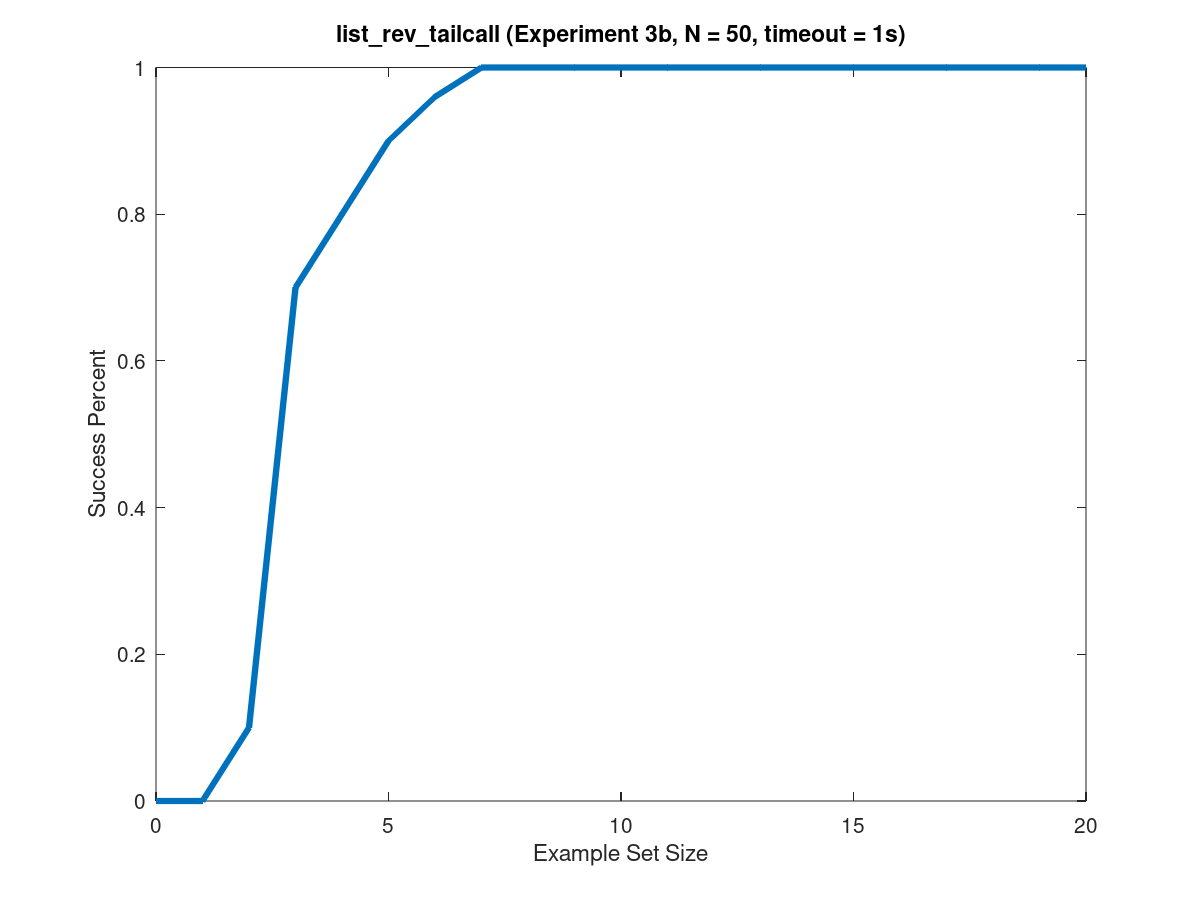 list_rev_tailcall (Experiment 3b, N = 50, timeout = 1s)
1
0.8
0.6
0.4
0.2
0
Success Percent
0 5 10 15 20
Example Set Size